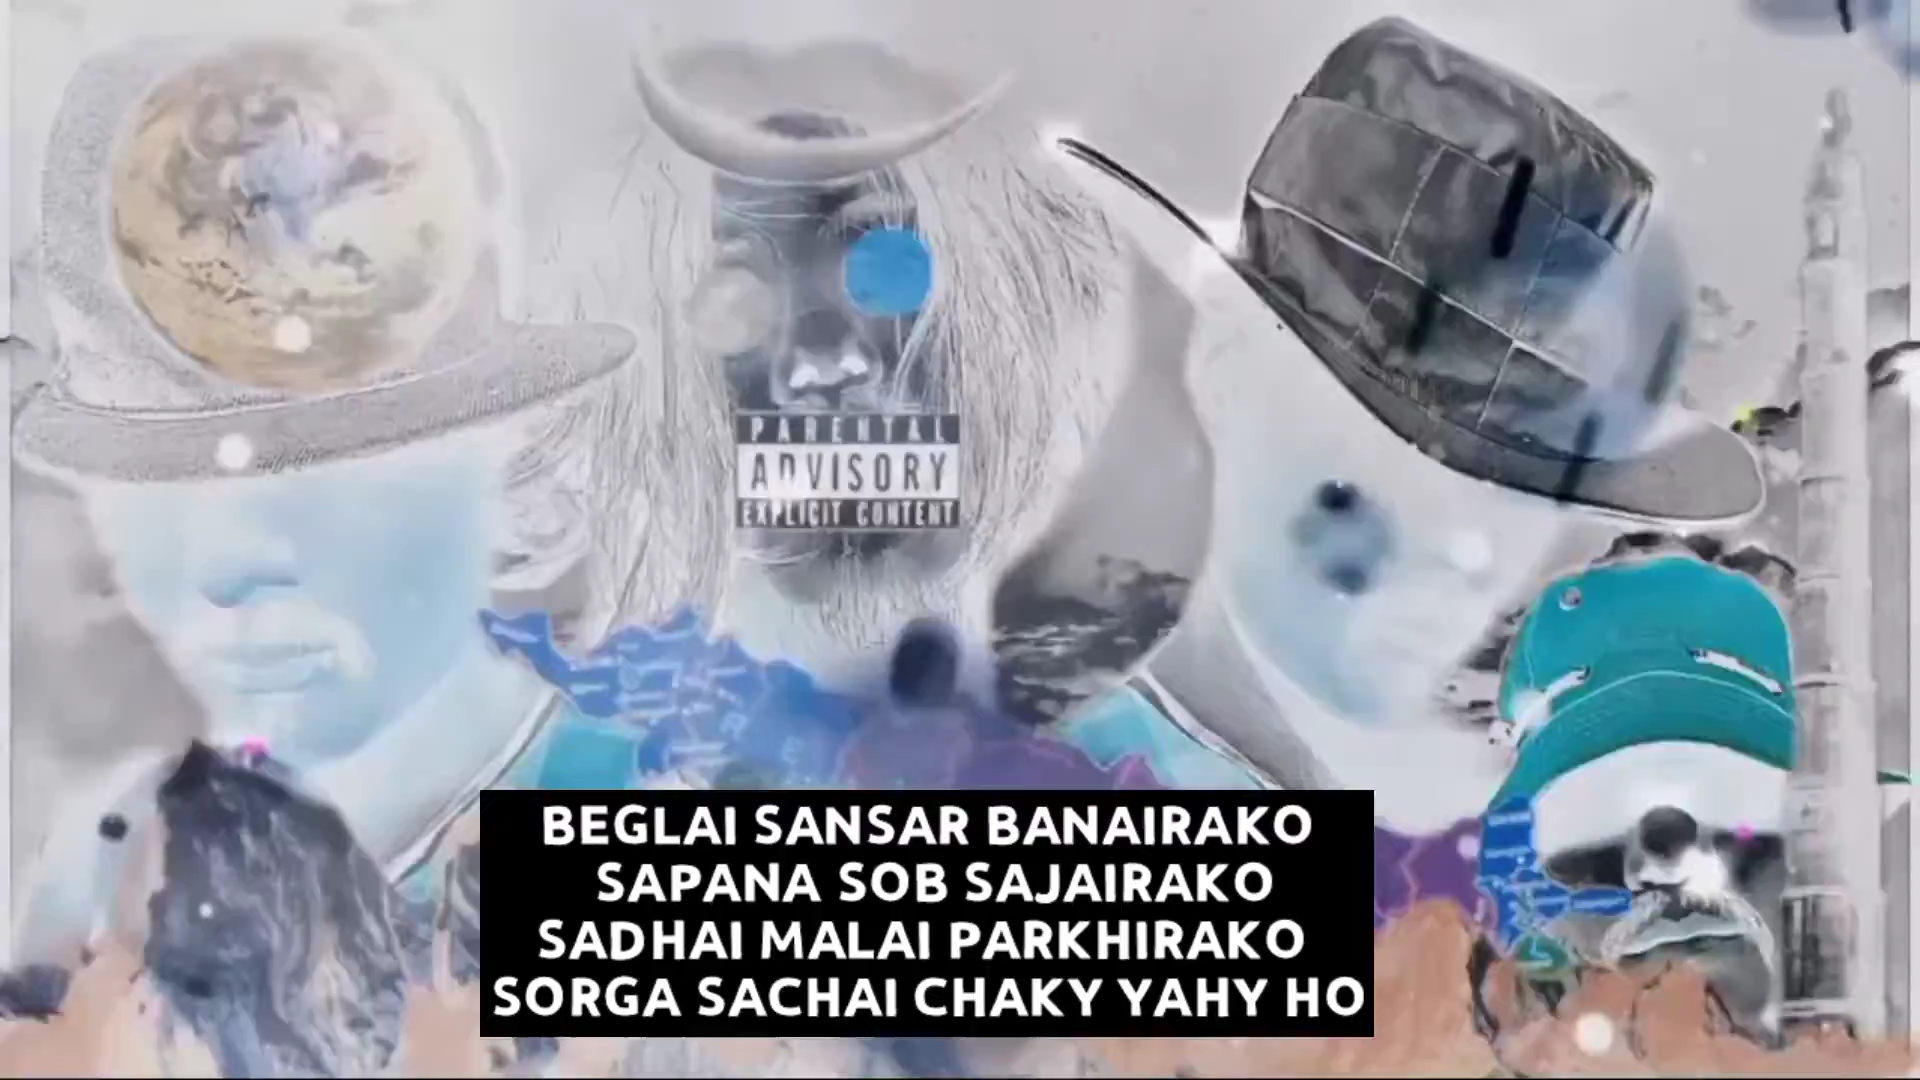 PARENTAL
ADVISORY
EXPLICIT CONTENT
BEGLAI SANSAR BANAIRAKO
SAPANA SOB SAJAIRAKO
SADHAI MALAI PARKHIRAKO
SORGA SACHAI CHAKY YAHY HO